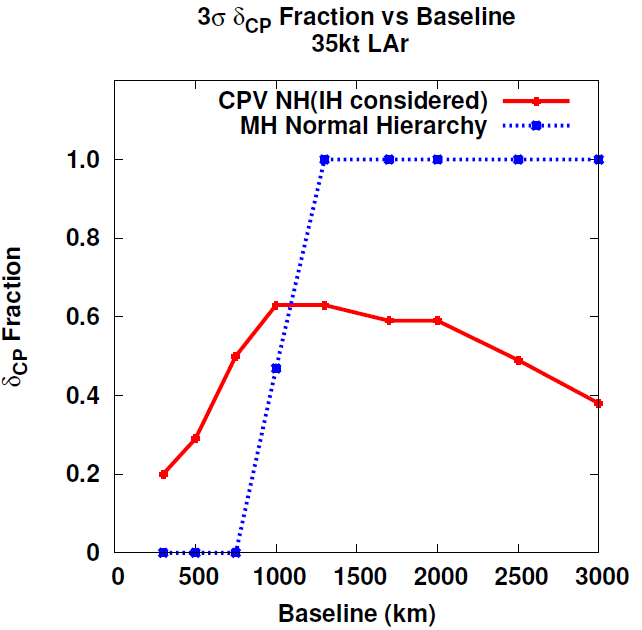 3σ δCP Fraction vs Baseline
35kt LAr
CPV NH(IH considered)
MH Normal Hierarchy
1.0
0.8
0.6
0.4
0.2
0
δCP Fraction
0 500 1000 1500 2000 2500 3000
Baseline (km)